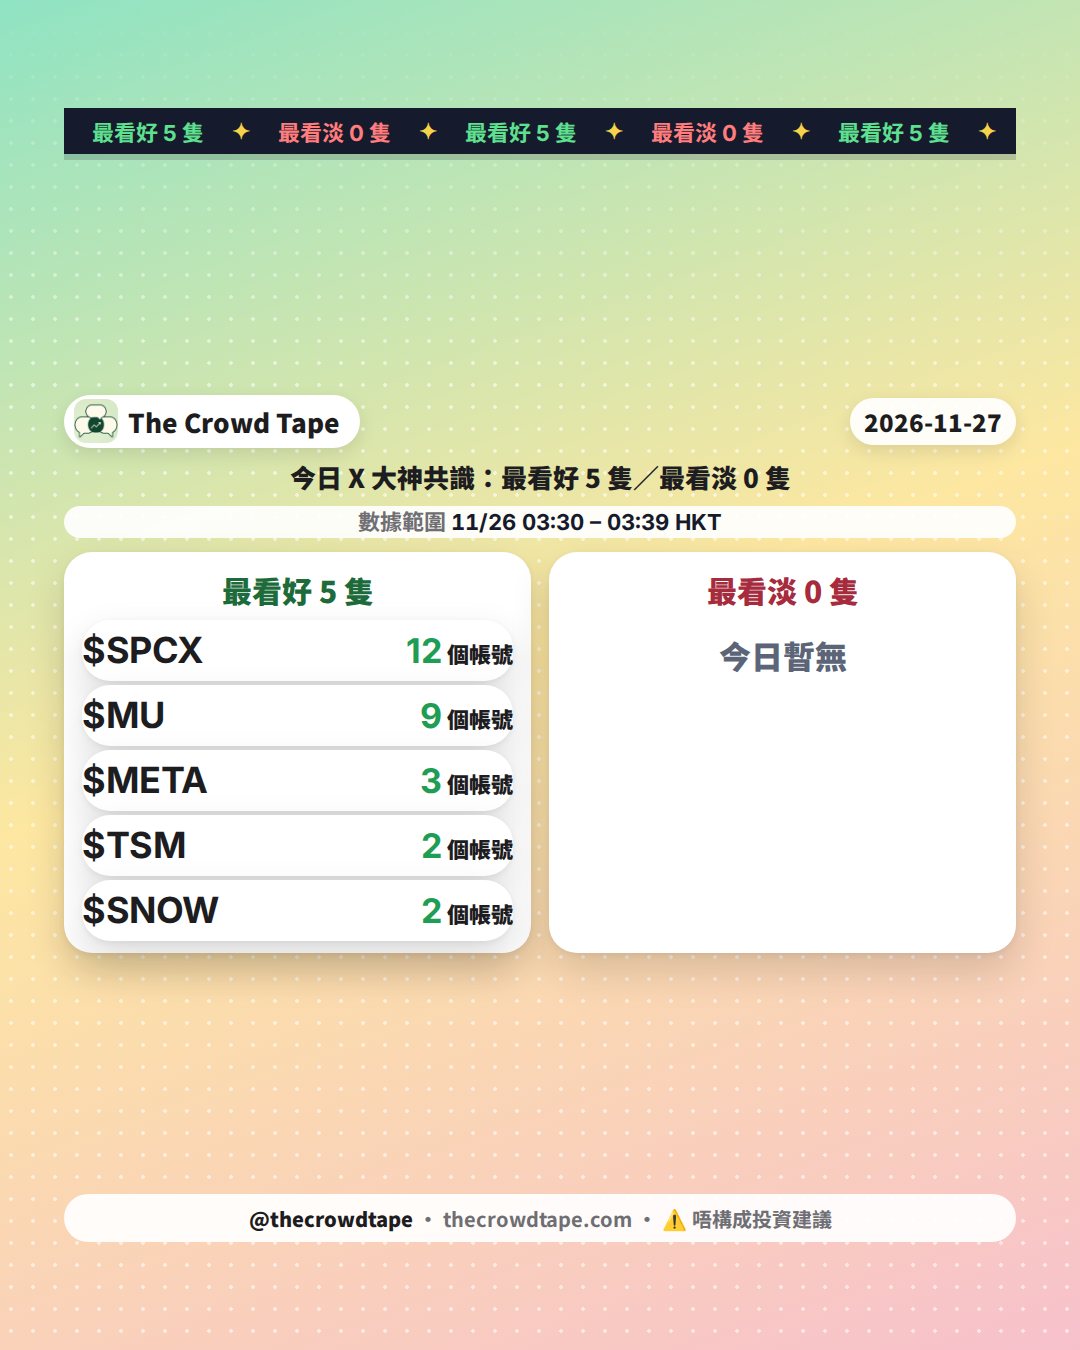 最看好 5 隻 ✦ 最看淡 0 隻 ✦ 最看好 5 隻 ✦ 最看淡 0 隻 ✦ 最看好 5 隻 ✦
The Crowd Tape
2026-11-27
今日 X 大神共識：最看好 5 隻／最看淡 0 隻
數據範圍 11/26 03:30 – 03:39 HKT
最看好 5 隻
$SPCX 12 個帳號
$MU 9 個帳號
$META 3 個帳號
$TSM 2 個帳號
$SNOW 2 個帳號
最看淡 0 隻
今日暫無
@thecrowdtape • thecrowdtape.com • ⚠️ 唔構成投資建議